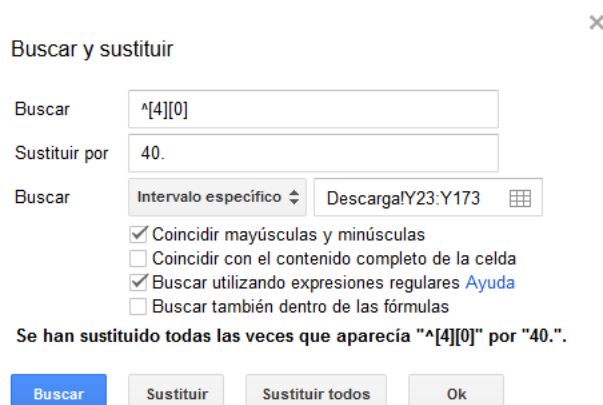 Buscar y sustituir
Buscar ^[4][0]
Sustituir por 40.
Buscar Intervalo específico Descarga!Y23:Y173
Coincidir mayúsculas y minúsculas
Coincidir con el contenido completo de la celda
Buscar utilizando expresiones regulares Ayuda
Buscar también dentro de las fórmulas
Se han sustituido todas las veces que aparecía "^[4][0]" por "40.".
Buscar Sustituir Sustituir todos Ok